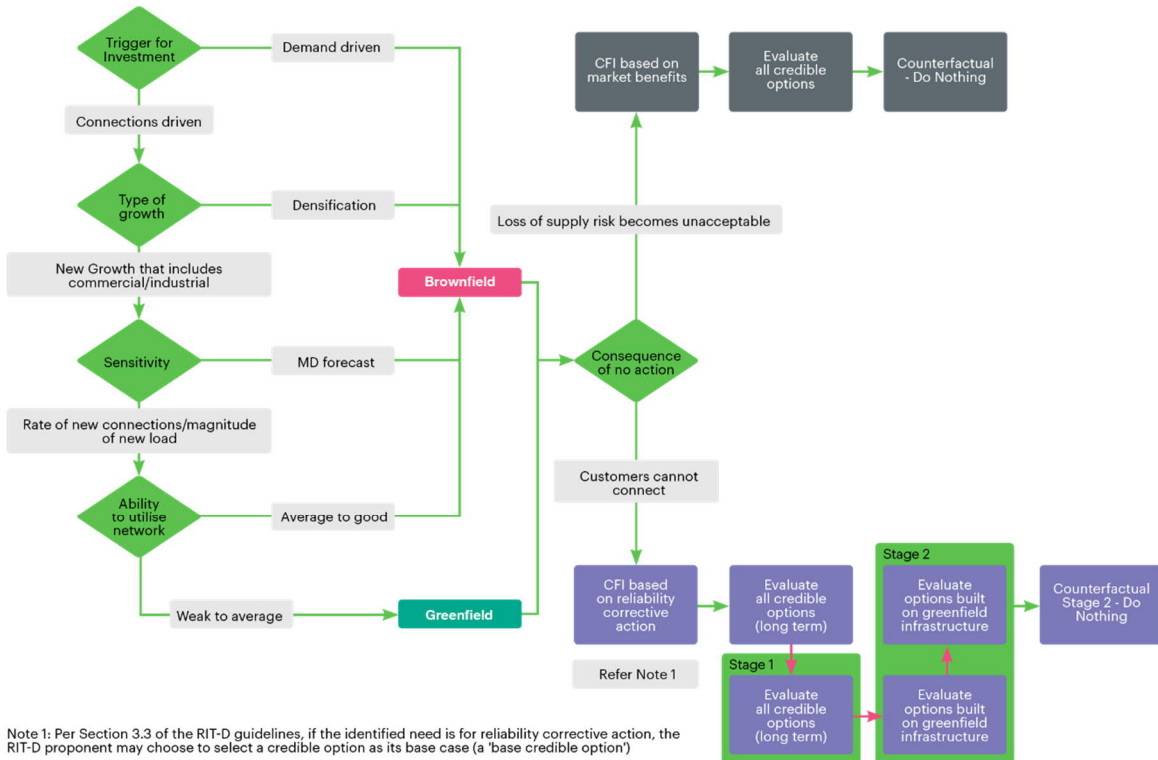 Trigger for
Investment
Demand driven
Connections driven
Type of
growth
Densification
New Growth that includes
commercial/industrial
Sensitivity
MD forecast
Rate of new connections/magnitude
of new load
Ability
to utilise
network
Average to good
Weak to average
Brownfield
Greenfield
Consequence
of no action
Loss of supply risk becomes unacceptable
CFI based on
market benefits
Evaluate
all credible
options
Counterfactual
- Do Nothing
Customers cannot
connect
CFI based
on reliability
corrective
action
Refer Note 1
Evaluate
all credible
options
(long term)
Stage 1
Evaluate
all credible
options
(long term)
Stage 2
Evaluate
options built
on greenfield
infrastructure
Evaluate
options built
on greenfield
infrastructure
Counterfactual
Stage 2 - Do
Nothing
Note 1: Per Section 3.3 of the RIT-D guidelines, if the identified need is for reliability corrective action, the
RIT-D proponent may choose to select a credible option as its base case (a 'base credible option')